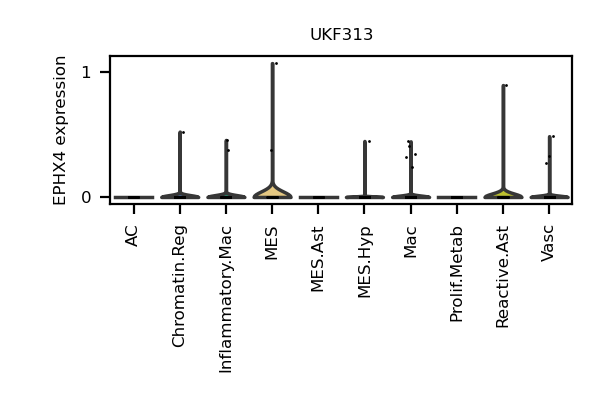 UKF313
EPHX4 expression
1
0
AC
Chromatin.Reg
Inflammatory.Mac
MES
MES.Ast
MES.Hyp
Mac
Prolif.Metab
Reactive.Ast
Vasc